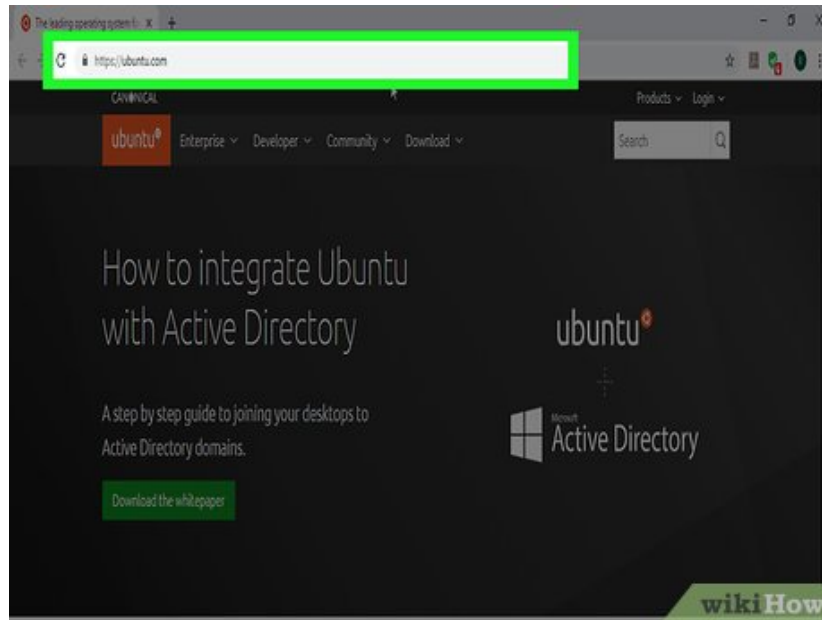 The leading operating system fo
https://ubuntu.com
CANONICAL
Products Login
ubuntu Enterprise Developer Community Download Search
How to integrate Ubuntu
with Active Directory
A step by step guide to joining your desktops to
Active Directory domains.
Download the whitepaper
ubuntu
Microsoft
Active Directory
wikiHow